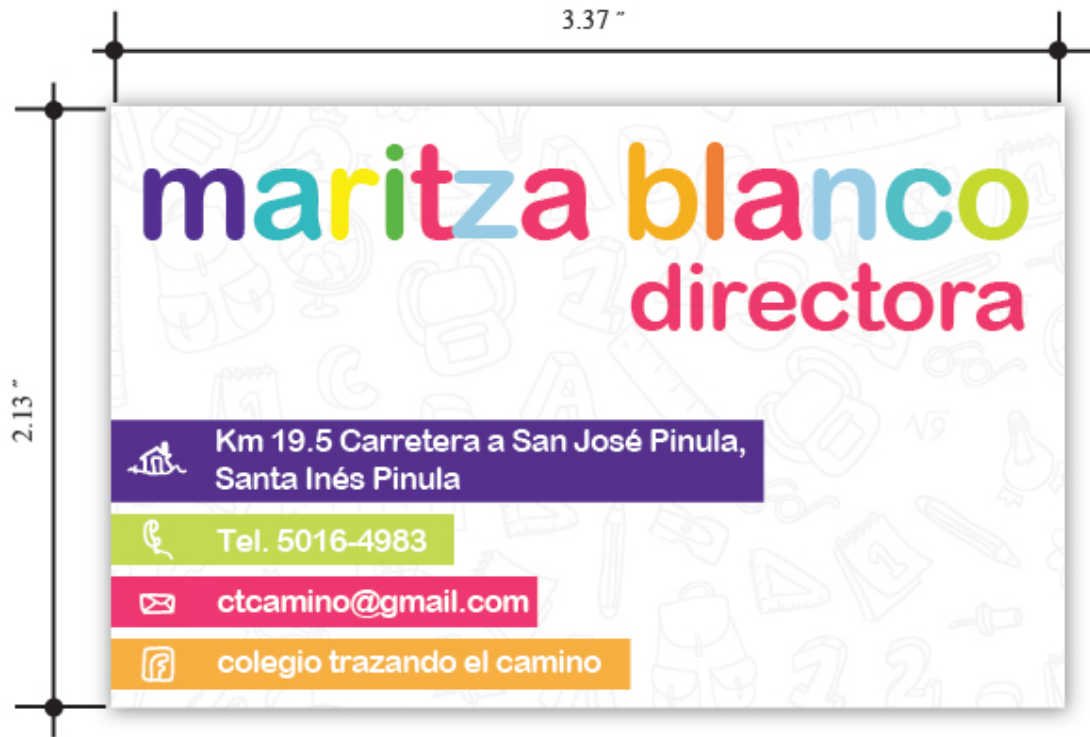 3.37 ″
2.13 ″
maritza blanco
directora
Km 19.5 Carretera a San José Pinula,
Santa Inés Pinula
Tel. 5016-4983
ctcamino@gmail.com
colegio trazando el camino